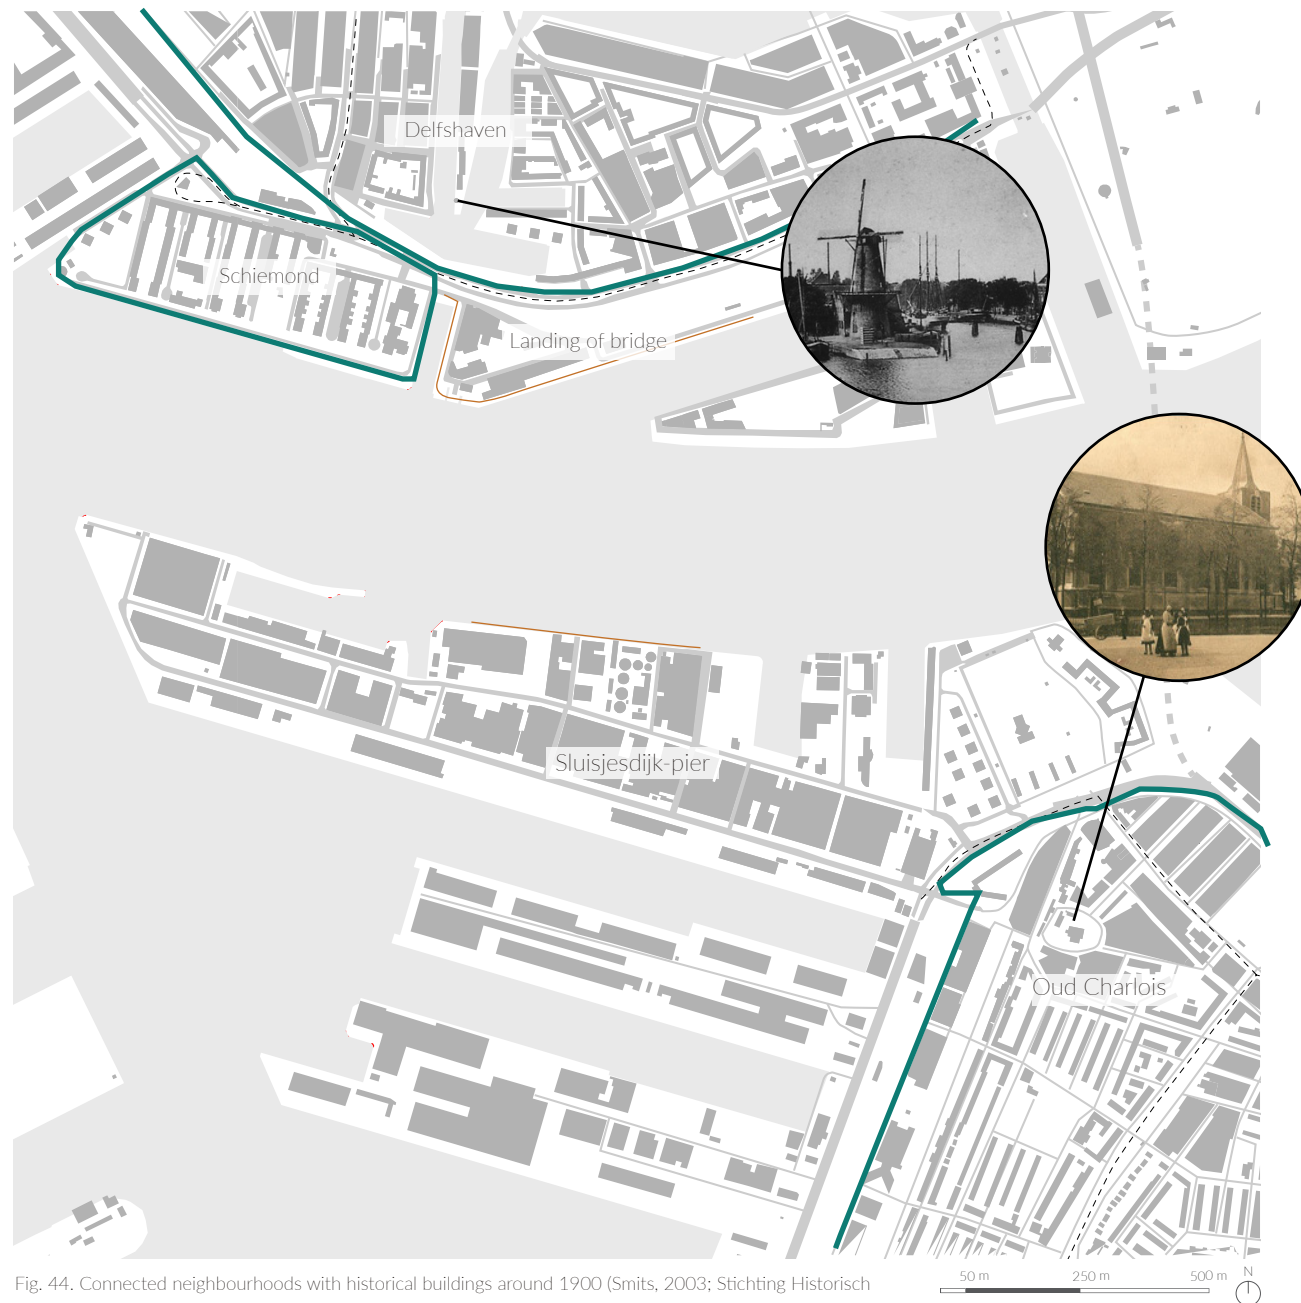 Delfshaven
Schiemond
Landing of bridge
Sluisjesdijk-pier
Oud Charlois
Fig. 44. Connected neighbourhoods with historical buildings around 1900 (Smits, 2003; Stichting Historisch
50 m 250 m 500 m N